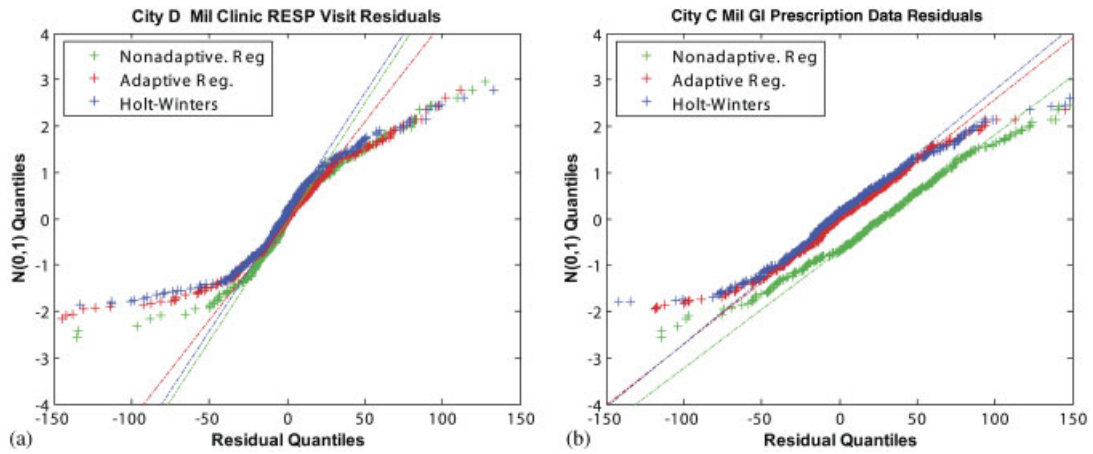 City D Mil Clinic RESP Visit Residuals
4
3
2
1
0
-1
-2
-3
-4
N(0,1) Quantiles
Nonadaptive. Reg
Adaptive Reg.
Holt-Winters
-150 -100 -50 0 50 100 150
(a)
Residual Quantiles
City C Mil GI Prescription Data Residuals
4
3
2
1
0
-1
-2
-3
-4
N(0,1) Quantiles
Nonadaptive. Reg
Adaptive Reg.
Holt-Winters
-150 -100 -50 0 50 100 150
(b)
Residual Quantiles